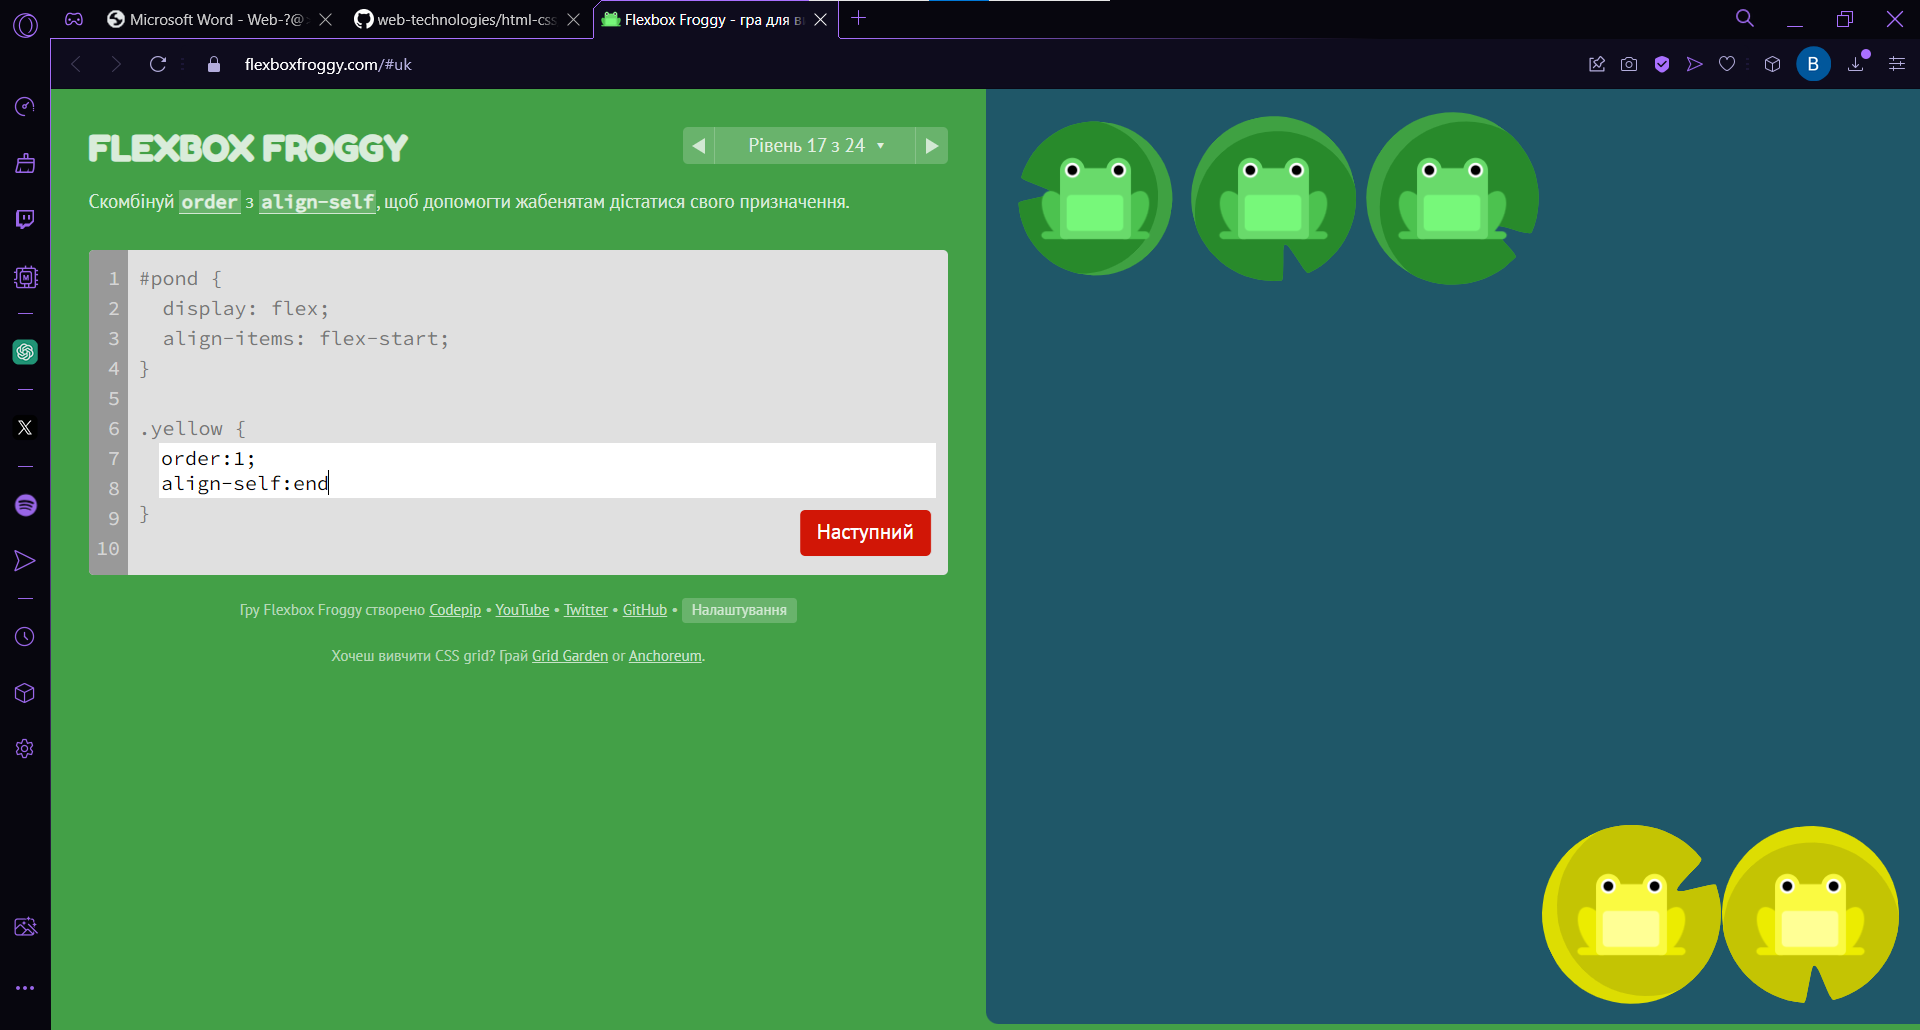 Microsoft Word - Web-?@
web-technologies/html-css
Flexbox Froggy - гра для в
flexboxfroggy.com/#uk
B
FLEXBOX FROGGY
Рівень 17 з 24
Скомбінуй order з align-self, щоб допомогти жабенятам дістатися свого призначення.
1 #pond {
2 display: flex;
3 align-items: flex-start;
4 }
5
6 .yellow {
7 order:1;
8 align-self:end
9 }
10
Наступний
Гру Flexbox Froggy створено Codepip • YouTube • Twitter • GitHub • Налаштування
Хочеш вивчити CSS grid? Грай Grid Garden or Anchoreum.